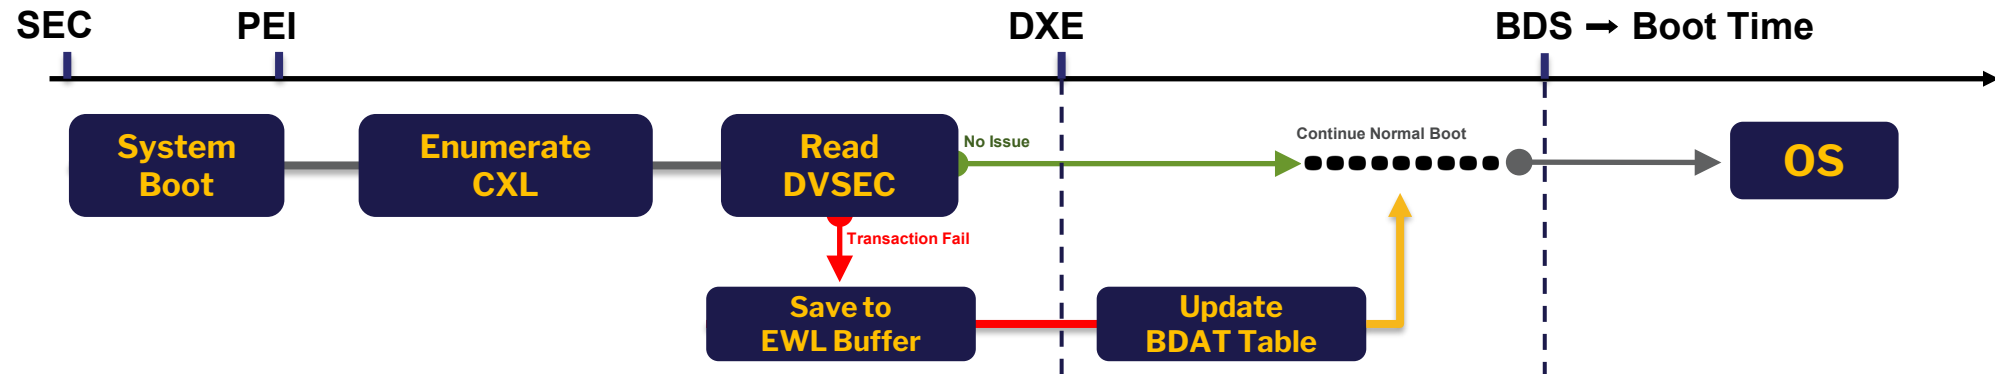 SEC
PEI
DXE
BDS → Boot Time
System
Boot
Enumerate
CXL
Read
DVSEC
No Issue
Continue Normal Boot
OS
Transaction Fail
Save to
EWL Buffer
Update
BDAT Table